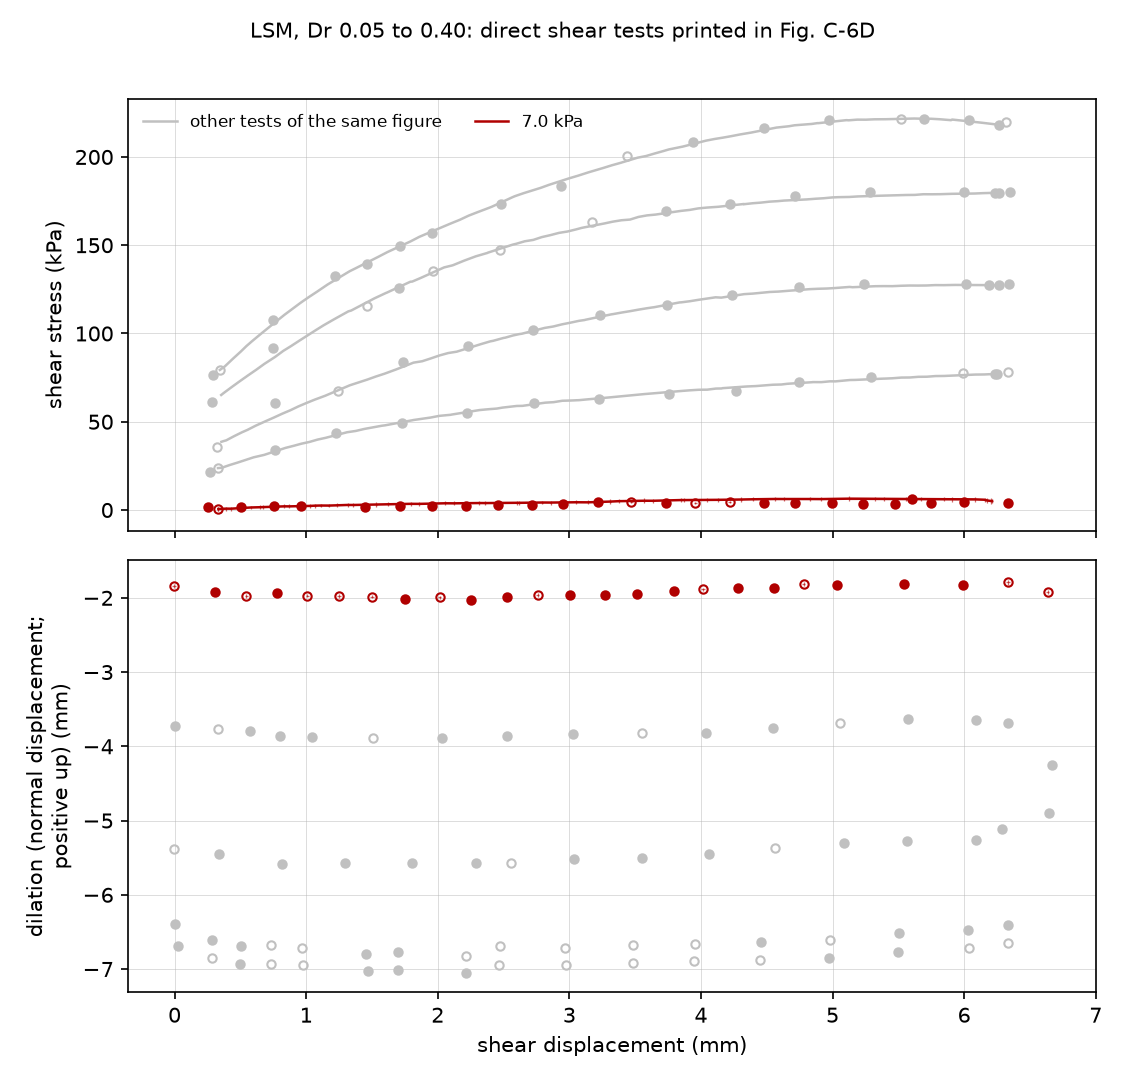 LSM, Dr 0.05 to 0.40: direct shear tests printed in Fig. C-6D
other tests of the same figure
7.0 kPa
shear stress (kPa)
200
150
100
50
0
dilation (normal displacement;
positive up) (mm)
−2
−3
−4
−5
−6
−7
0 1 2 3 4 5 6 7
shear displacement (mm)